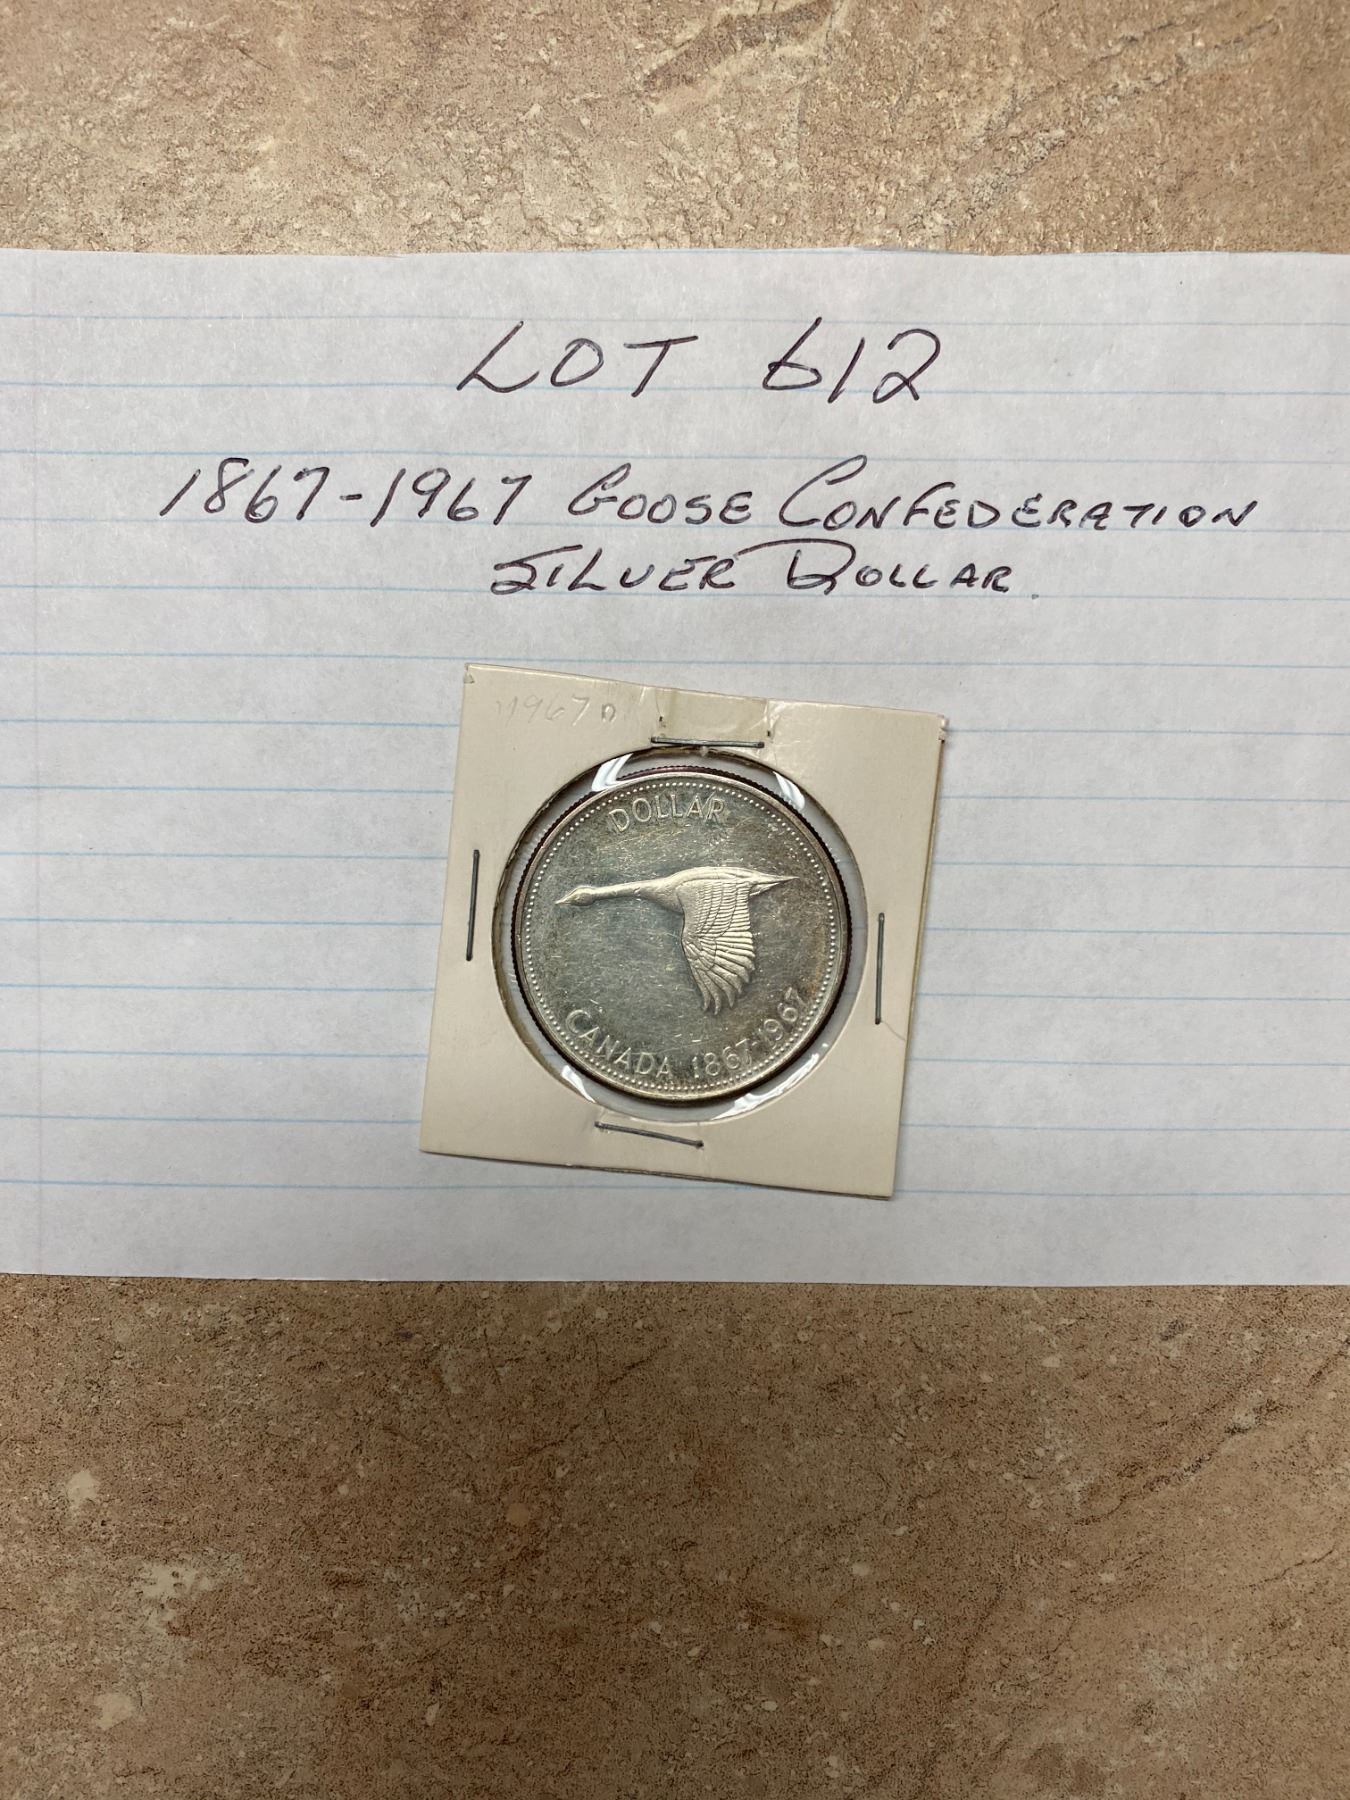 LOT 612
1867-1967 GOOSE CONFEDERATION
SILVER DOLLAR.
1967 D
DOLLAR
CANADA 1867-1967